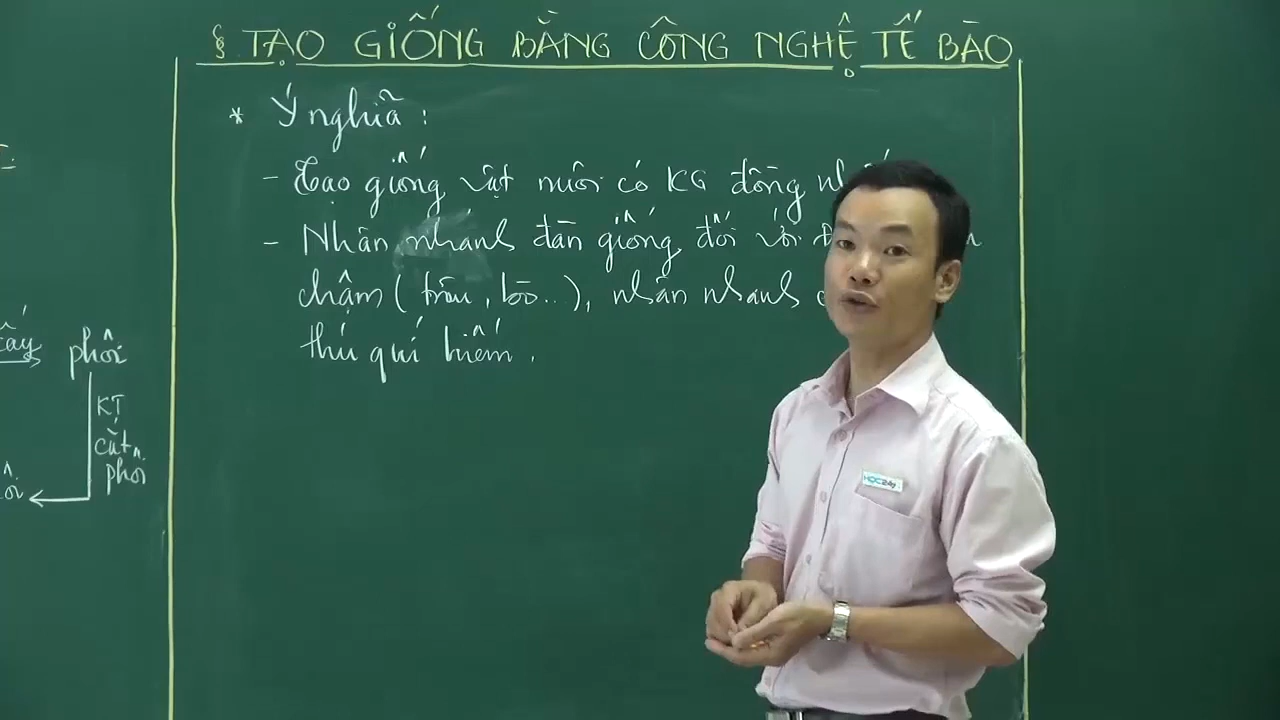 § TẠO GIỐNG BẰNG CÔNG NGHỆ TẾ BÀO
* Ý nghĩa :
- Tạo giống vật nuôi có KG đồng
- Nhân nhanh đàn giống đối với
chậm ( trâu , bò ... ) , nhân nhanh
thú quí hiếm .
phôi
KT
cắt
phôi
HỌC24h